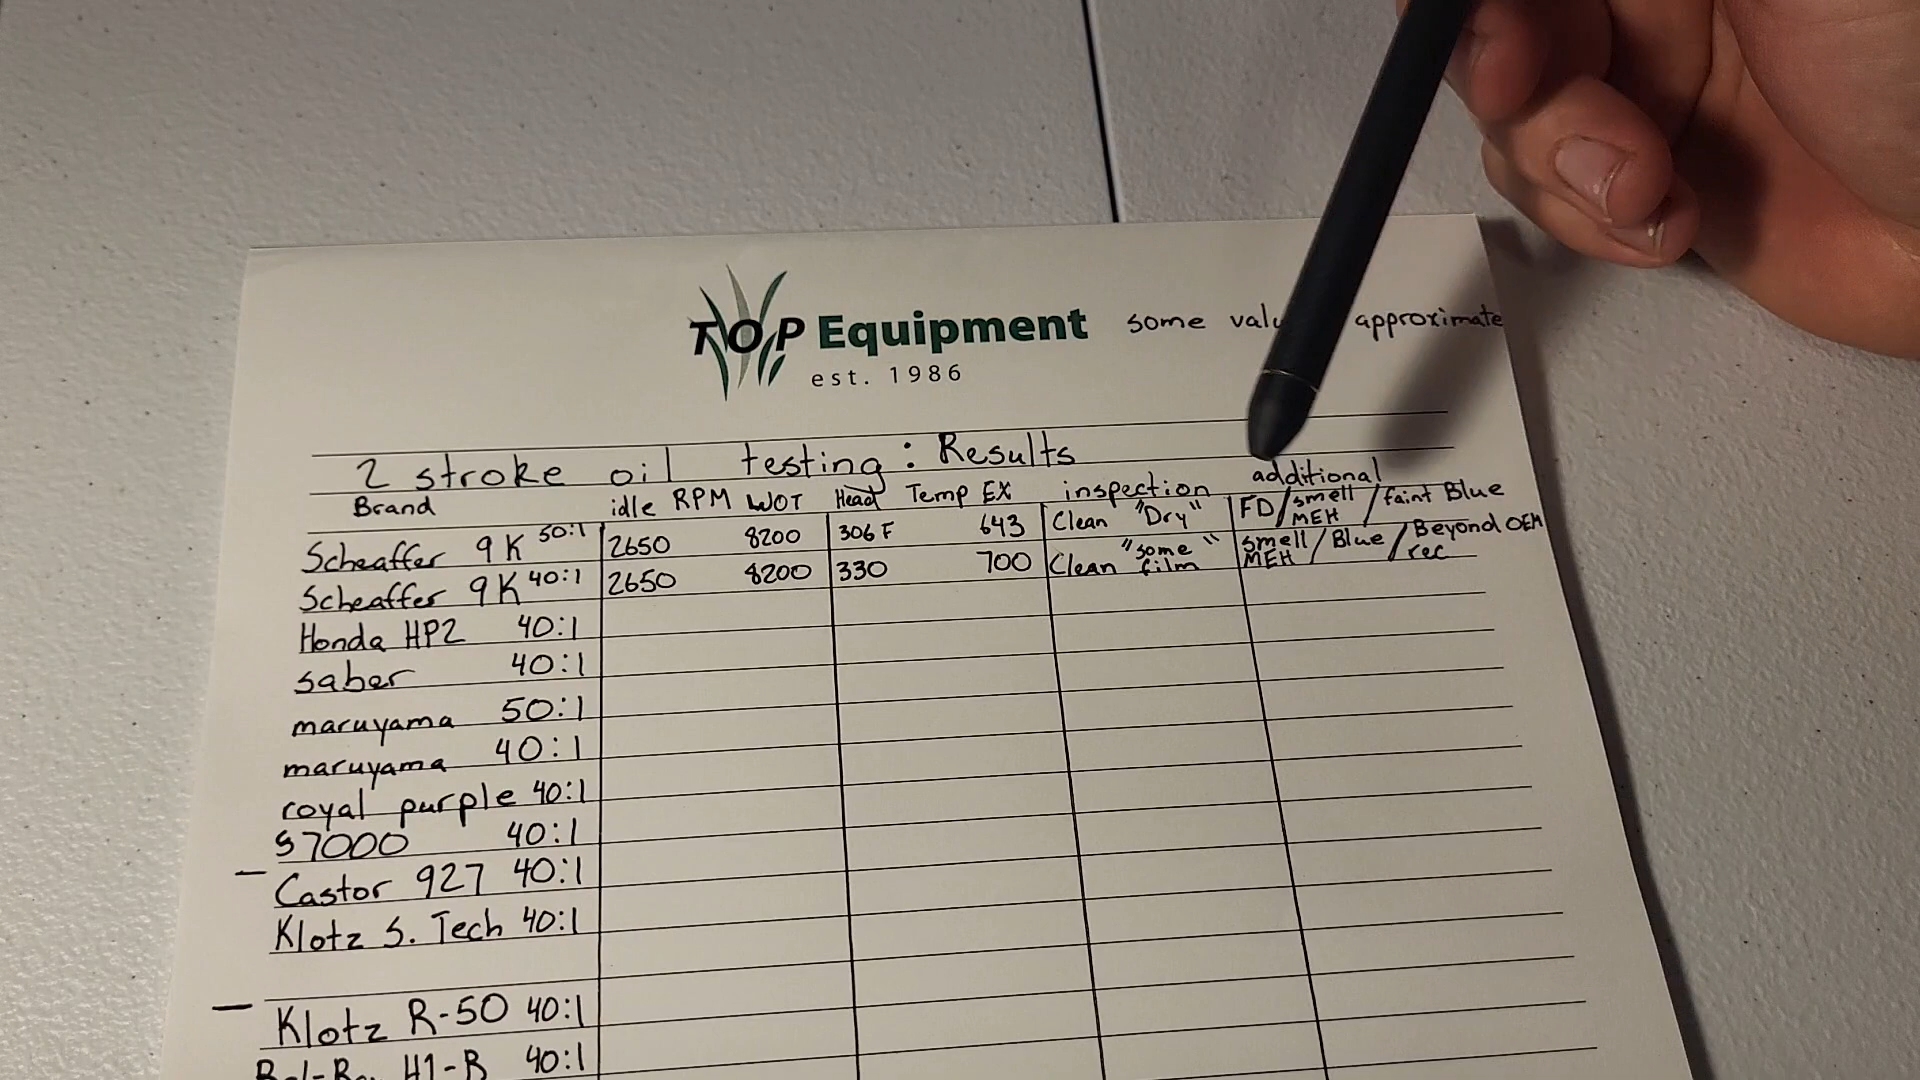 TOP Equipment some approximate
est. 1986
2 stroke oil testing: Results
Brand idle RPM WOT Head Temp EX inspection additional
Scheaffer 9K 50:1 2650 8200 306 F 643 Clean "Dry" FD/smell MEH/faint Blue
Scheaffer 9K 40:1 2650 8200 330 700 Clean "some film" smell MEH/Blue/Beyond OEM rec
Honda HP2 40:1
saber 40:1
maruyama 50:1
maruyama 40:1
royal purple 40:1
S7000 40:1
— Castor 927 40:1
Klotz S. Tech 40:1
— Klotz R-50 40:1
H1-R 40:1